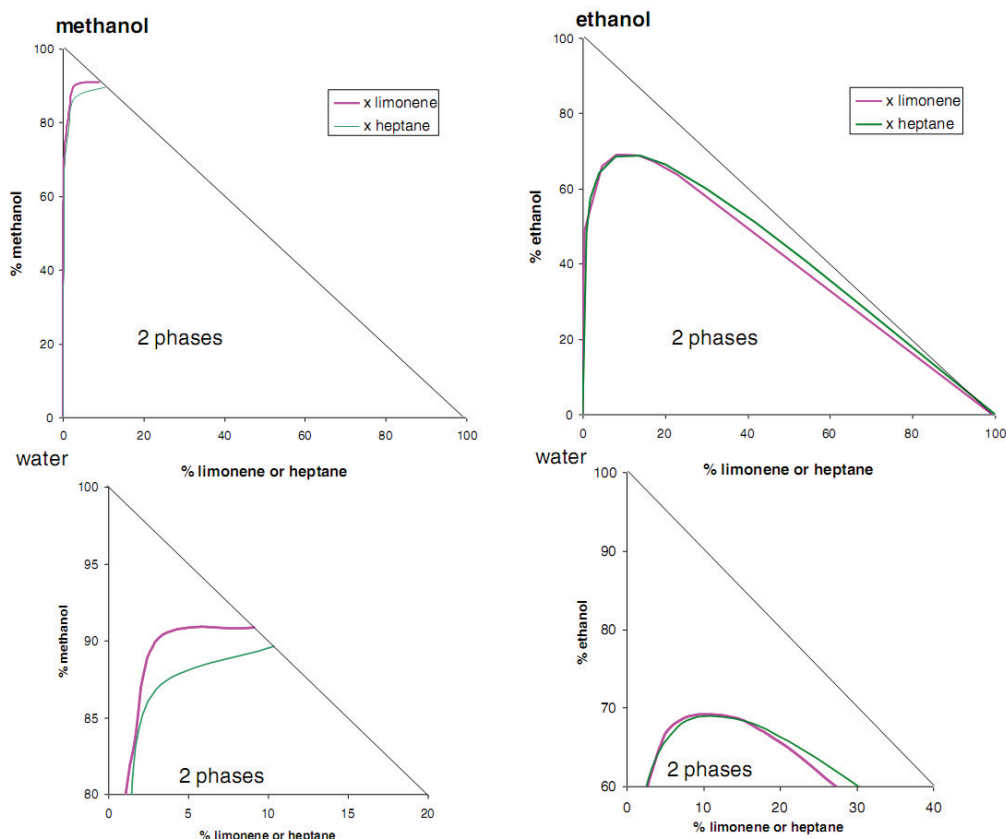 methanol
100
80
60
40
20
0
% methanol
x limonene
x heptane
2 phases
0
20
40
60
80
100
water
% limonene or heptane
ethanol
100
80
60
40
20
0
% ethanol
x limonene
x heptane
2 phases
0
20
40
60
80
100
water
% limonene or heptane
100
95
90
85
80
% methanol
2 phases
0
5
10
15
20
% limonene or heptane
100
90
80
70
60
% ethanol
2 phases
0
10
20
30
40
% limonene or heptane